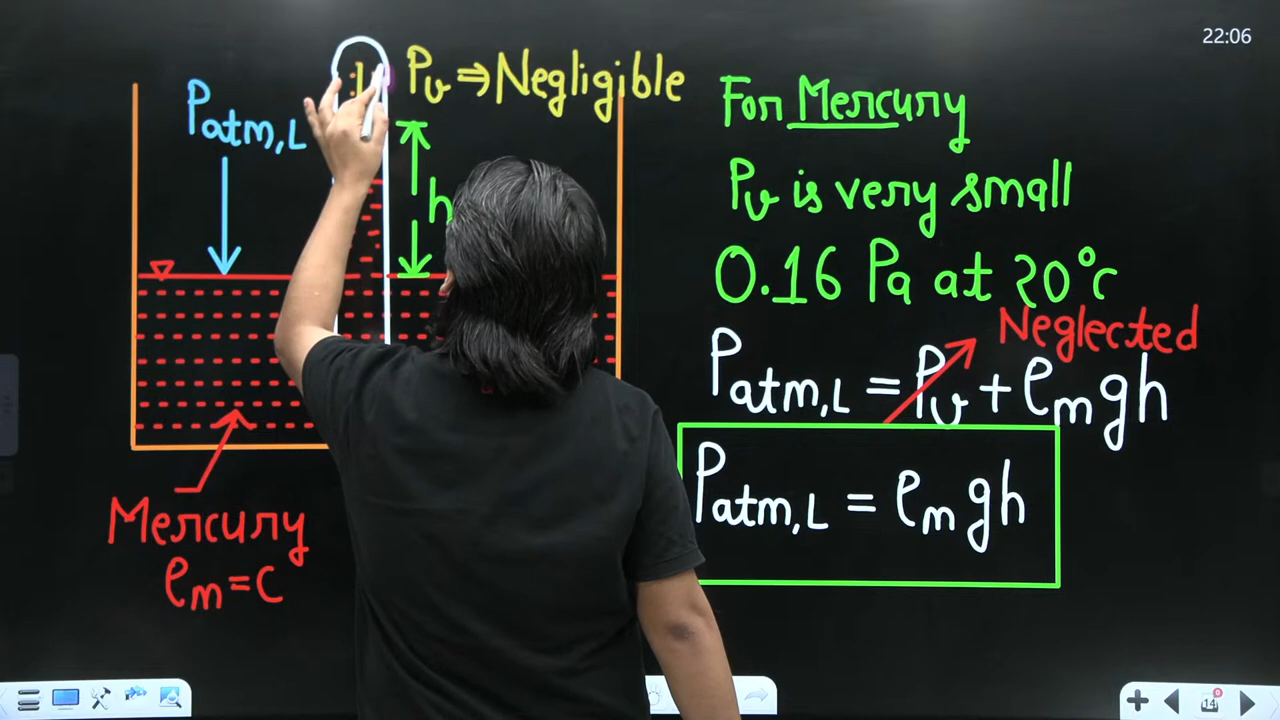 22:06
Pᵥ ⇒ Negligible
Patm,L
h
Mercury
ρm = C
For Mercury
Pᵥ is very small
0.16 Pa at 20°c
Neglected
Patm,L = Pᵥ + ρmgh
Patm,L = ρmgh
14